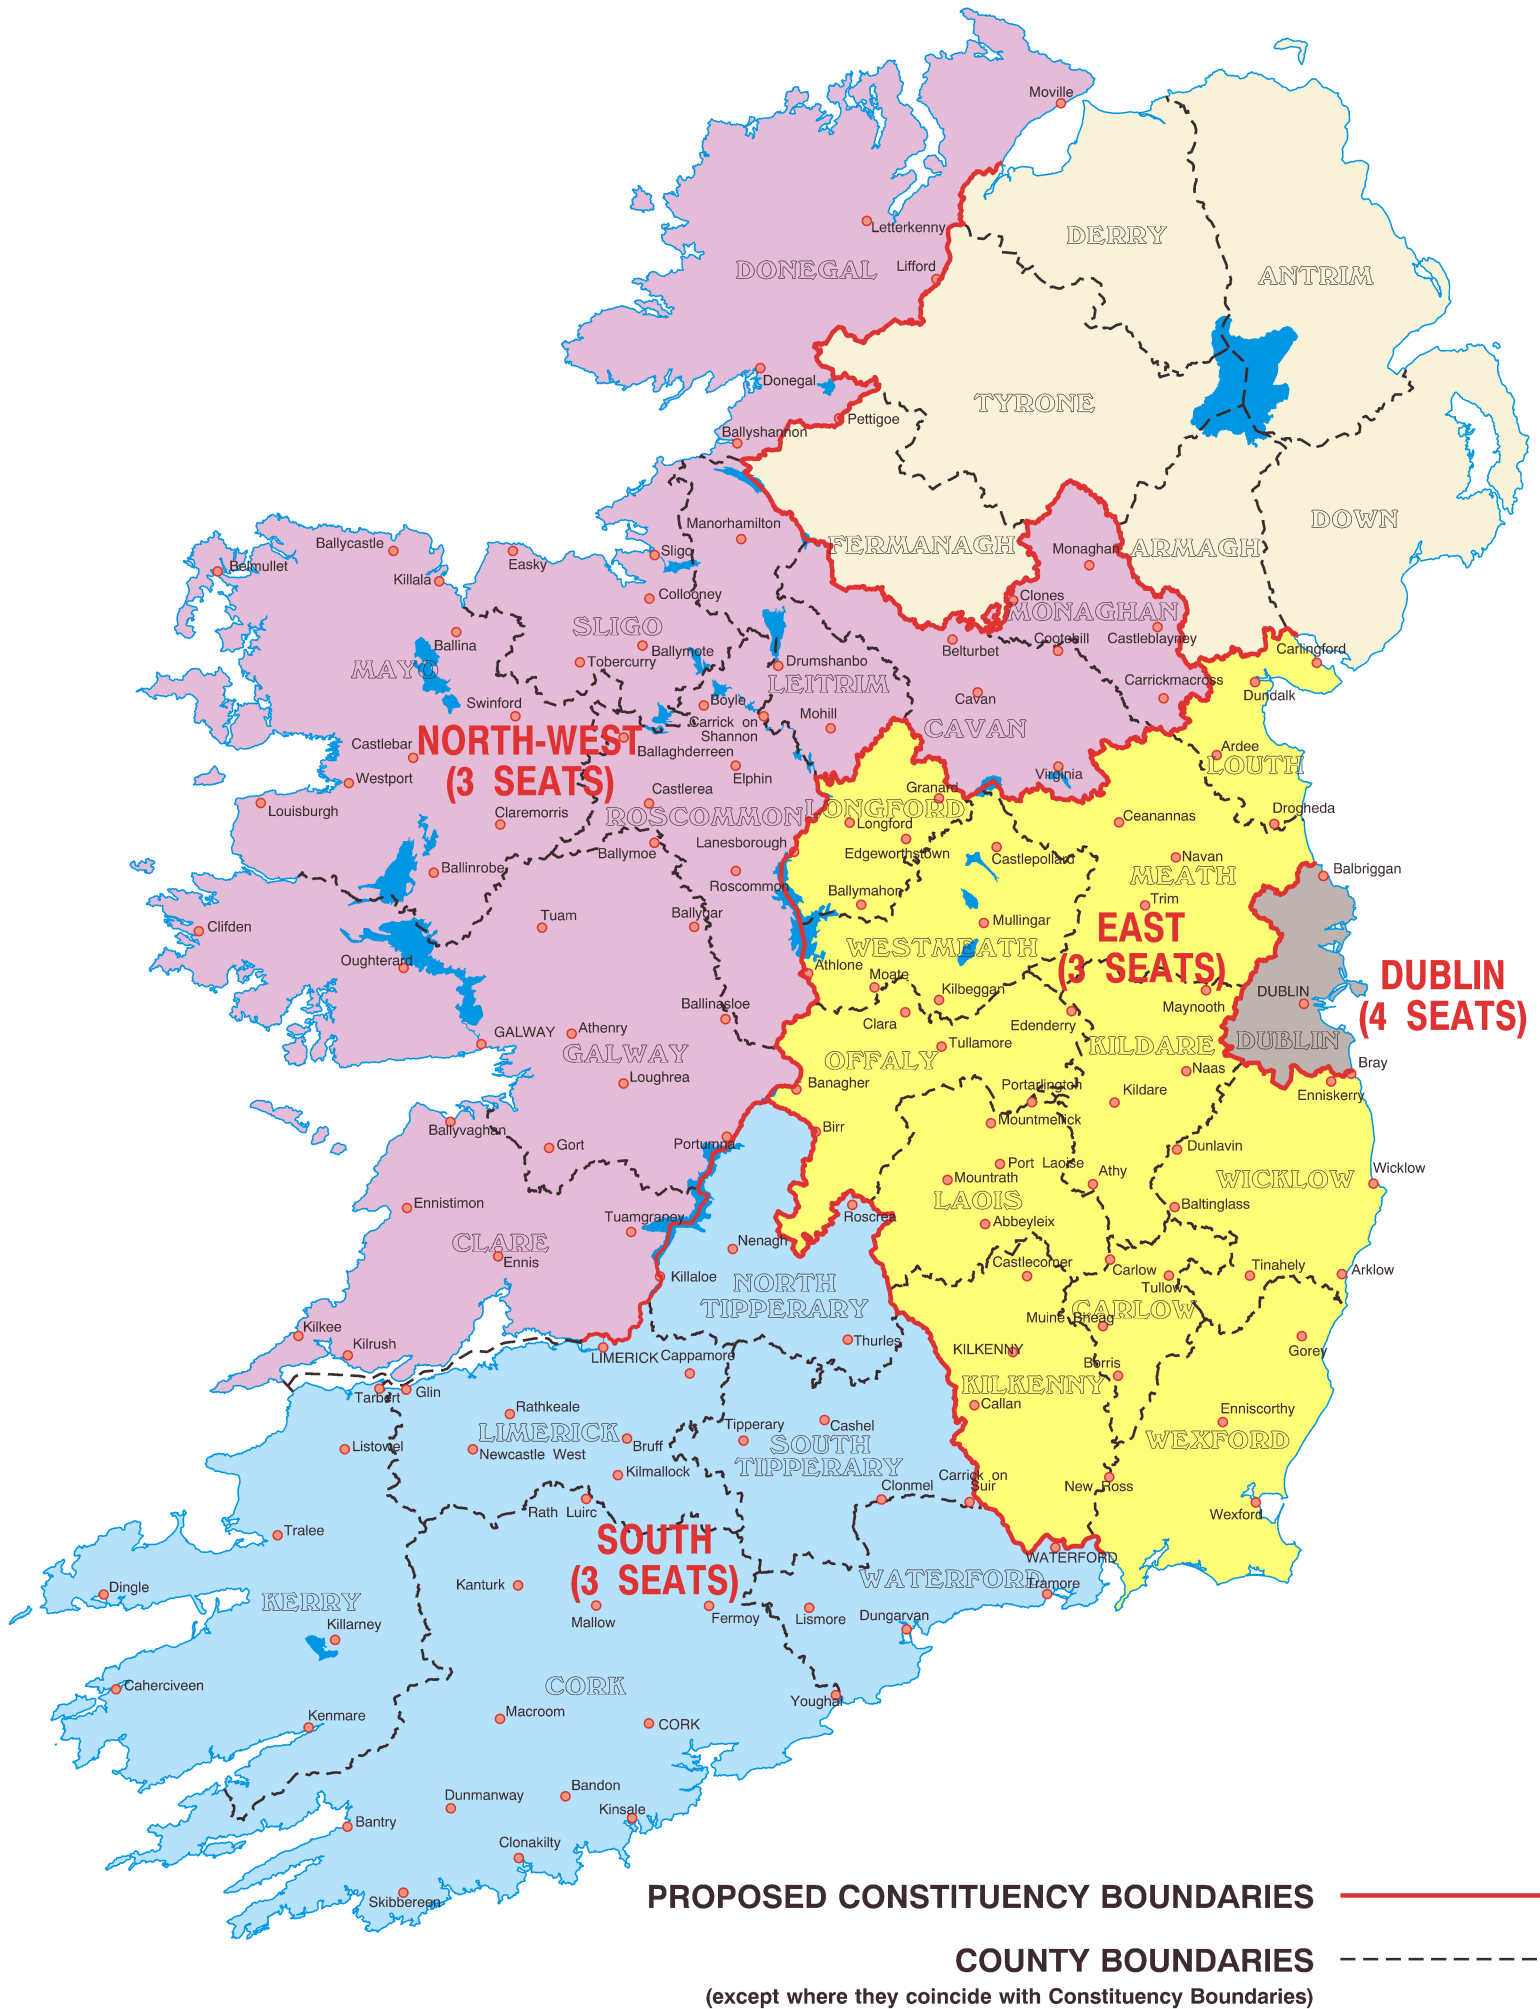 Moville
DERRY
Letterkenny
ANTRIM
DONEGAL
Lifford
Donegal
TYRONE
Pettigoe
Ballyshannon
DOWN
Manorhamilton
FERMANAGH
ARMAGH
Monaghan
Ballycastle
Easky
Sligo
Belmullet
Killala
Collooney
Clones
MONAGHAN
SLIGO
Cootehill
Castleblayney
Ballina
Ballymote
Belturbet
Carlingford
MAYO
Tobercurry
Drumshanbo
LEITRIM
Carrickmacross
Dundalk
Swinford
Boyle
Cavan
Carrick on
Shannon
Mohill
CAVAN
NORTH-WEST
(3 SEATS)
Castlebar
Ballaghderreen
Ardee
LOUTH
Westport
Elphin
Virginia
Castlerea
Granard
Louisburgh
Claremorris
ROSCOMMON
LONGFORD
Drogheda
Longford
Ceanannas
Ballymoe
Lanesborough
Edgeworthstown
Castlepollard
Navan
Ballinrobe
Roscommon
MEATH
Balbriggan
Ballymahon
Trim
Tuam
Ballygar
Mullingar
EAST
(3 SEATS)
Clifden
WESTMEATH
Oughterard
Athlone
Moate
DUBLIN
(4 SEATS)
Kilbeggan
DUBLIN
Ballinasloe
Maynooth
Clara
Edenderry
GALWAY
Athenry
Tullamore
KILDARE
DUBLIN
GALWAY
OFFALY
Bray
Loughrea
Banagher
Portarlington
Kildare
Naas
Enniskerry
Ballyvaghan
Mountmellick
Birr
Gort
Portumna
Dunlavin
Port Laoise
Athy
Wicklow
Mountrath
WICKLOW
Ennistimon
LAOIS
Baltinglass
Tuamgraney
Roscrea
Abbeyleix
CLARE
Nenagh
Ennis
Castlecomer
Carlow
Tinahely
Arklow
Killaloe
NORTH
TIPPERARY
Tullow
CARLOW
Muine Bheag
Kilkee
Kilrush
Thurles
KILKENNY
Gorey
LIMERICK
Cappamore
Borris
KILKENNY
Tarbert
Glin
Callan
Rathkeale
Enniscorthy
LIMERICK
Tipperary
Cashel
Listowel
Bruff
SOUTH
TIPPERARY
WEXFORD
Newcastle West
Kilmallock
Carrick on
Suir
Clonmel
New Ross
Rath Luirc
Wexford
Tralee
SOUTH
(3 SEATS)
WATERFORD
Dingle
Kanturk
WATERFORD
Tramore
KERRY
Mallow
Fermoy
Lismore
Dungarvan
Killarney
Caherciveen
CORK
Youghal
Kenmare
Macroom
CORK
Bandon
Dunmanway
Kinsale
Bantry
Clonakilty
Skibbereen
PROPOSED CONSTITUENCY BOUNDARIES
COUNTY BOUNDARIES
(except where they coincide with Constituency Boundaries)